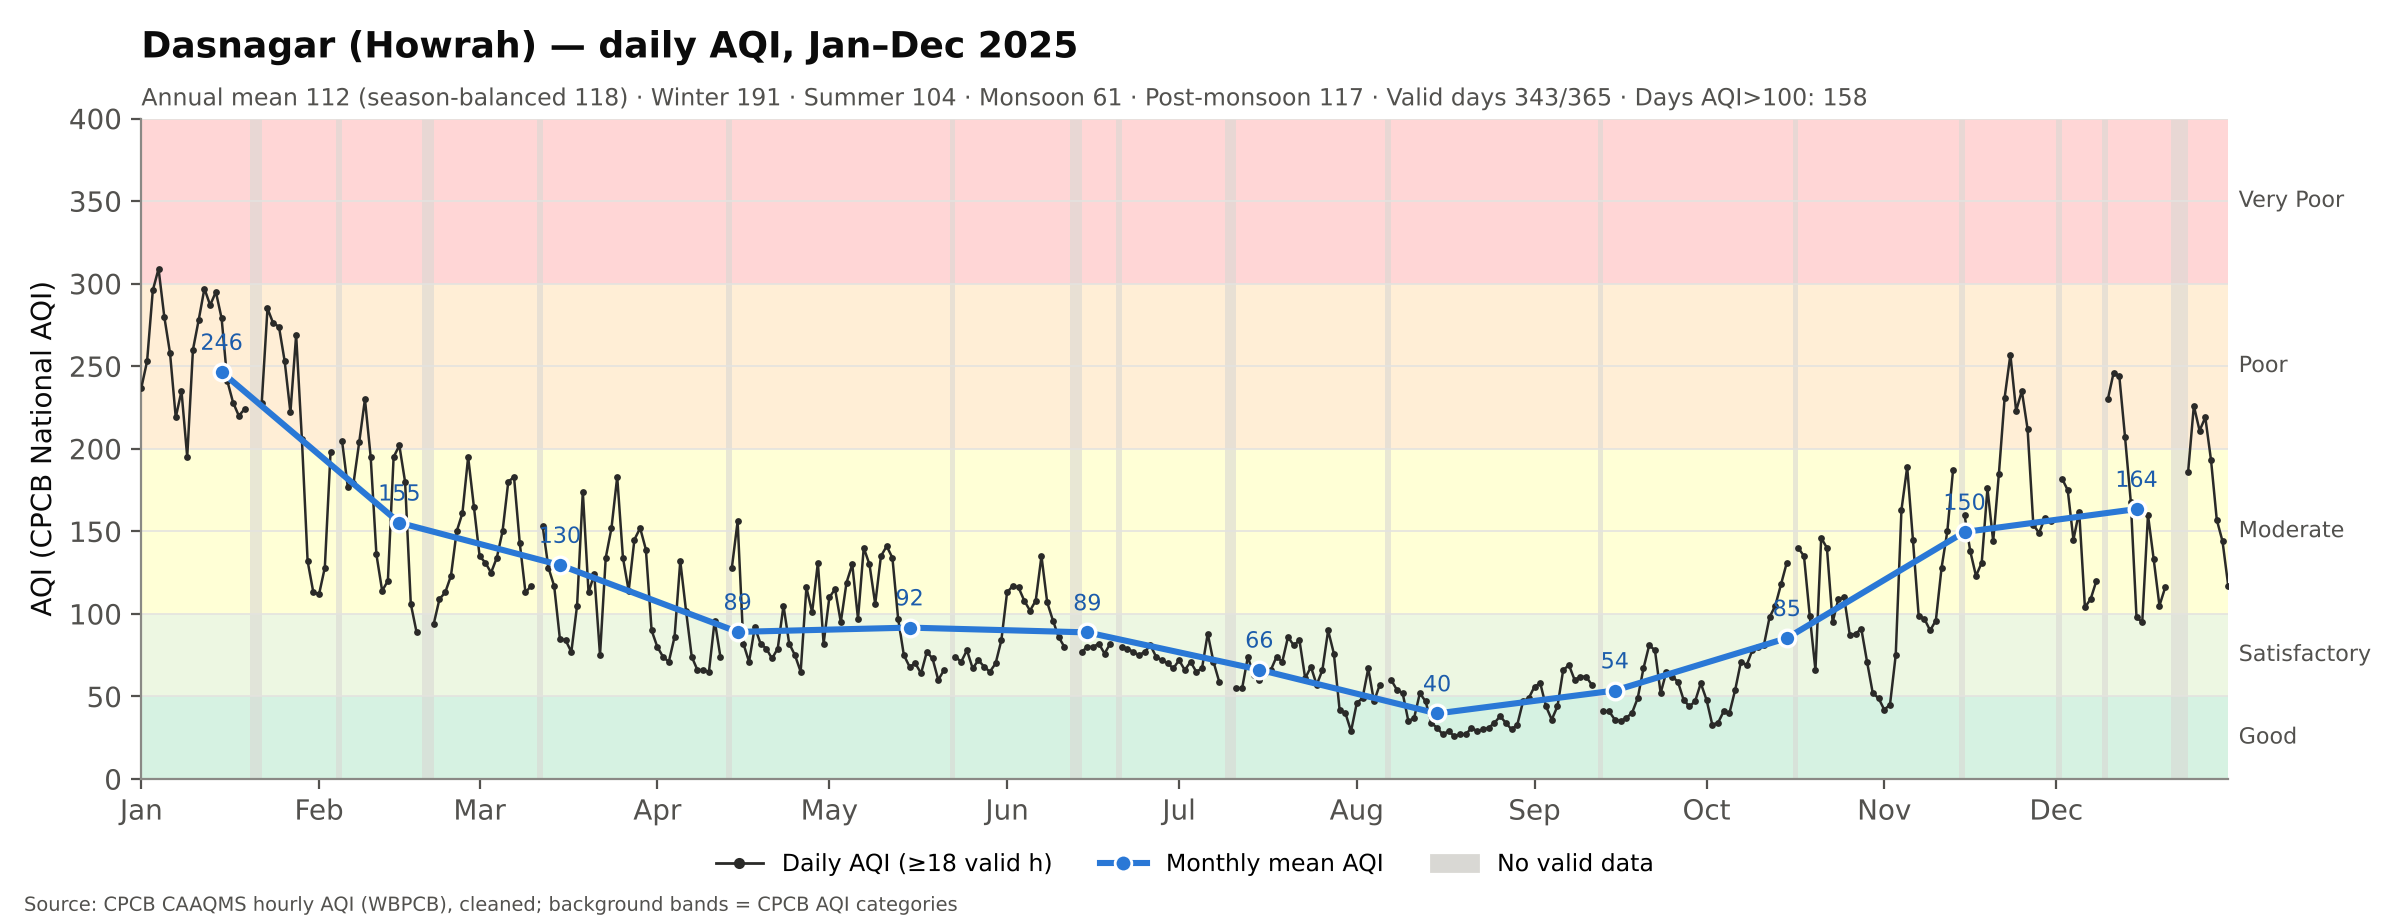 Dasnagar (Howrah) — daily AQI, Jan–Dec 2025
Annual mean 112 (season-balanced 118) · Winter 191 · Summer 104 · Monsoon 61 · Post-monsoon 117 · Valid days 343/365 · Days AQI>100: 158
AQI (CPCB National AQI)
400
350
300
250
200
150
100
50
0
Very Poor
Poor
Moderate
Satisfactory
Good
246
155
130
89
92
89
66
40
54
85
150
164
Jan Feb Mar Apr May Jun Jul Aug Sep Oct Nov Dec
Daily AQI (≥18 valid h) Monthly mean AQI No valid data
Source: CPCB CAAQMS hourly AQI (WBPCB), cleaned; background bands = CPCB AQI categories